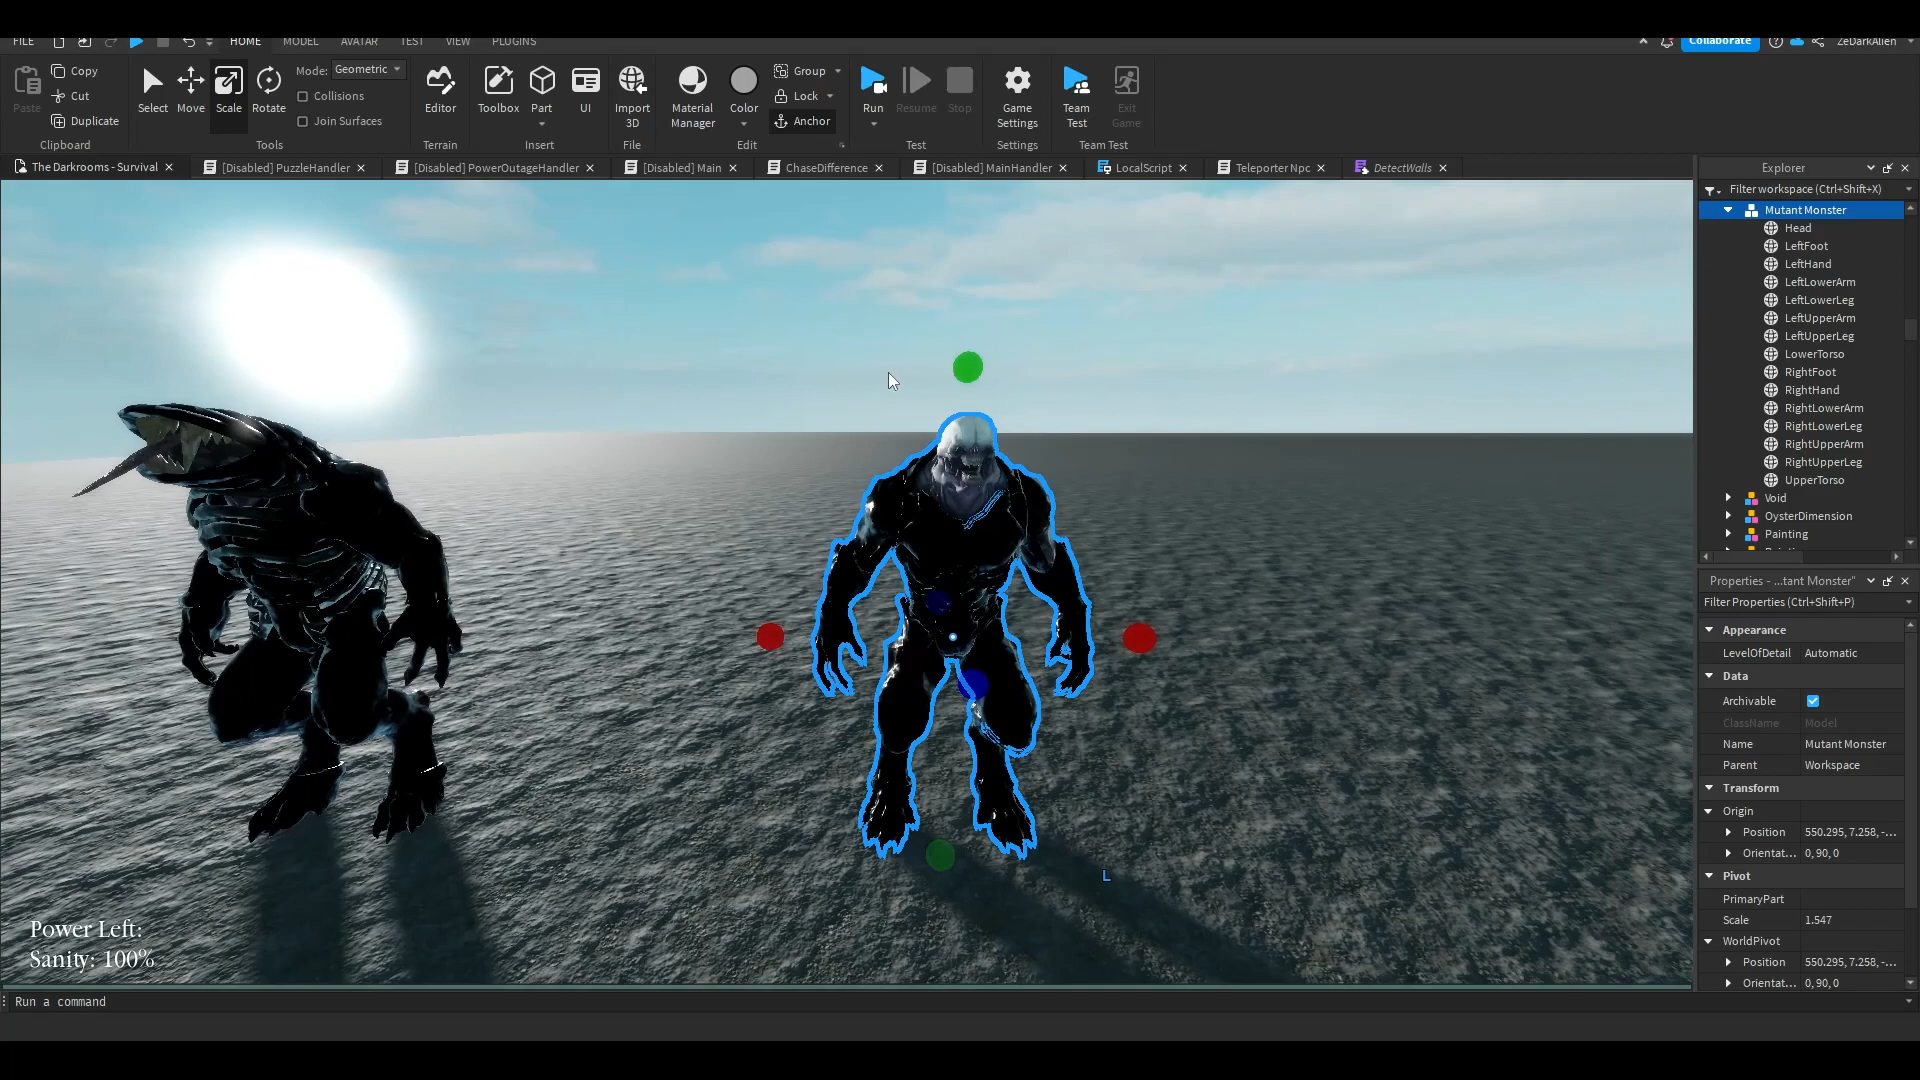 FILE HOME MODEL AVATAR TEST VIEW PLUGINS Collaborate ZeDarkAlien
Paste Copy Cut Duplicate Clipboard
Select Move Scale Rotate Mode: Geometric Collisions Join Surfaces Tools
Editor Terrain
Toolbox Part UI Insert
Import 3D File
Material Manager Color Group Lock Anchor Edit
Run Resume Stop Test
Game Settings Settings
Team Test Exit Game Team Test
The Darkrooms - Survival [Disabled] PuzzleHandler [Disabled] PowerOutageHandler [Disabled] Main ChaseDifference [Disabled] MainHandler LocalScript Teleporter Npc DetectWalls
Explorer
Filter workspace (Ctrl+Shift+X)
Mutant Monster
Head
LeftFoot
LeftHand
LeftLowerArm
LeftLowerLeg
LeftUpperArm
LeftUpperLeg
LowerTorso
RightFoot
RightHand
RightLowerArm
RightLowerLeg
RightUpperArm
RightUpperLeg
UpperTorso
Void
OysterDimension
Painting
Properties - ...tant Monster"
Filter Properties (Ctrl+Shift+P)
Appearance
LevelOfDetail Automatic
Data
Archivable
ClassName Model
Name Mutant Monster
Parent Workspace
Transform
Origin
Position 550.295, 7.258, -...
Orientat... 0, 90, 0
Pivot
PrimaryPart
Scale 1.547
WorldPivot
Position 550.295, 7.258, -...
Orientat... 0, 90, 0
L
Power Left:
Sanity: 100%
Run a command